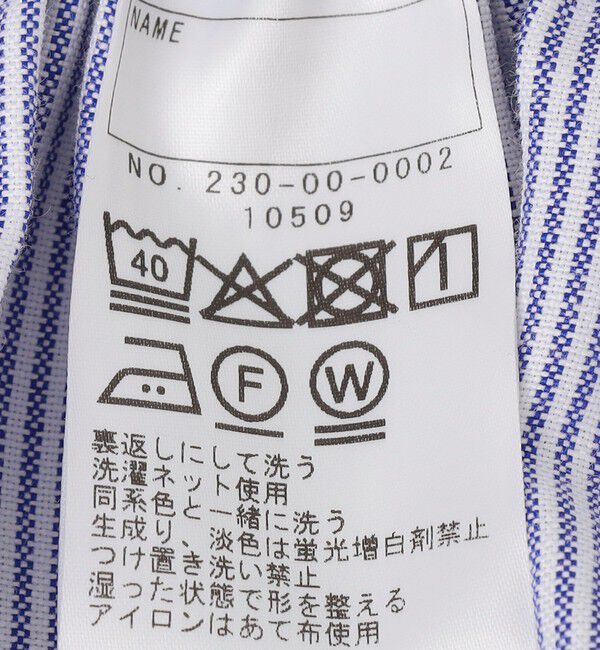 NAME
NO. 230-00-0002
10509
40
F W
裏返しにして洗う
洗濯ネット使用
同系色と一緒に洗う
生成り、淡色は蛍光増白剤禁止
つけ置き洗い禁止
湿った状態で形を整える
アイロンはあて布使用